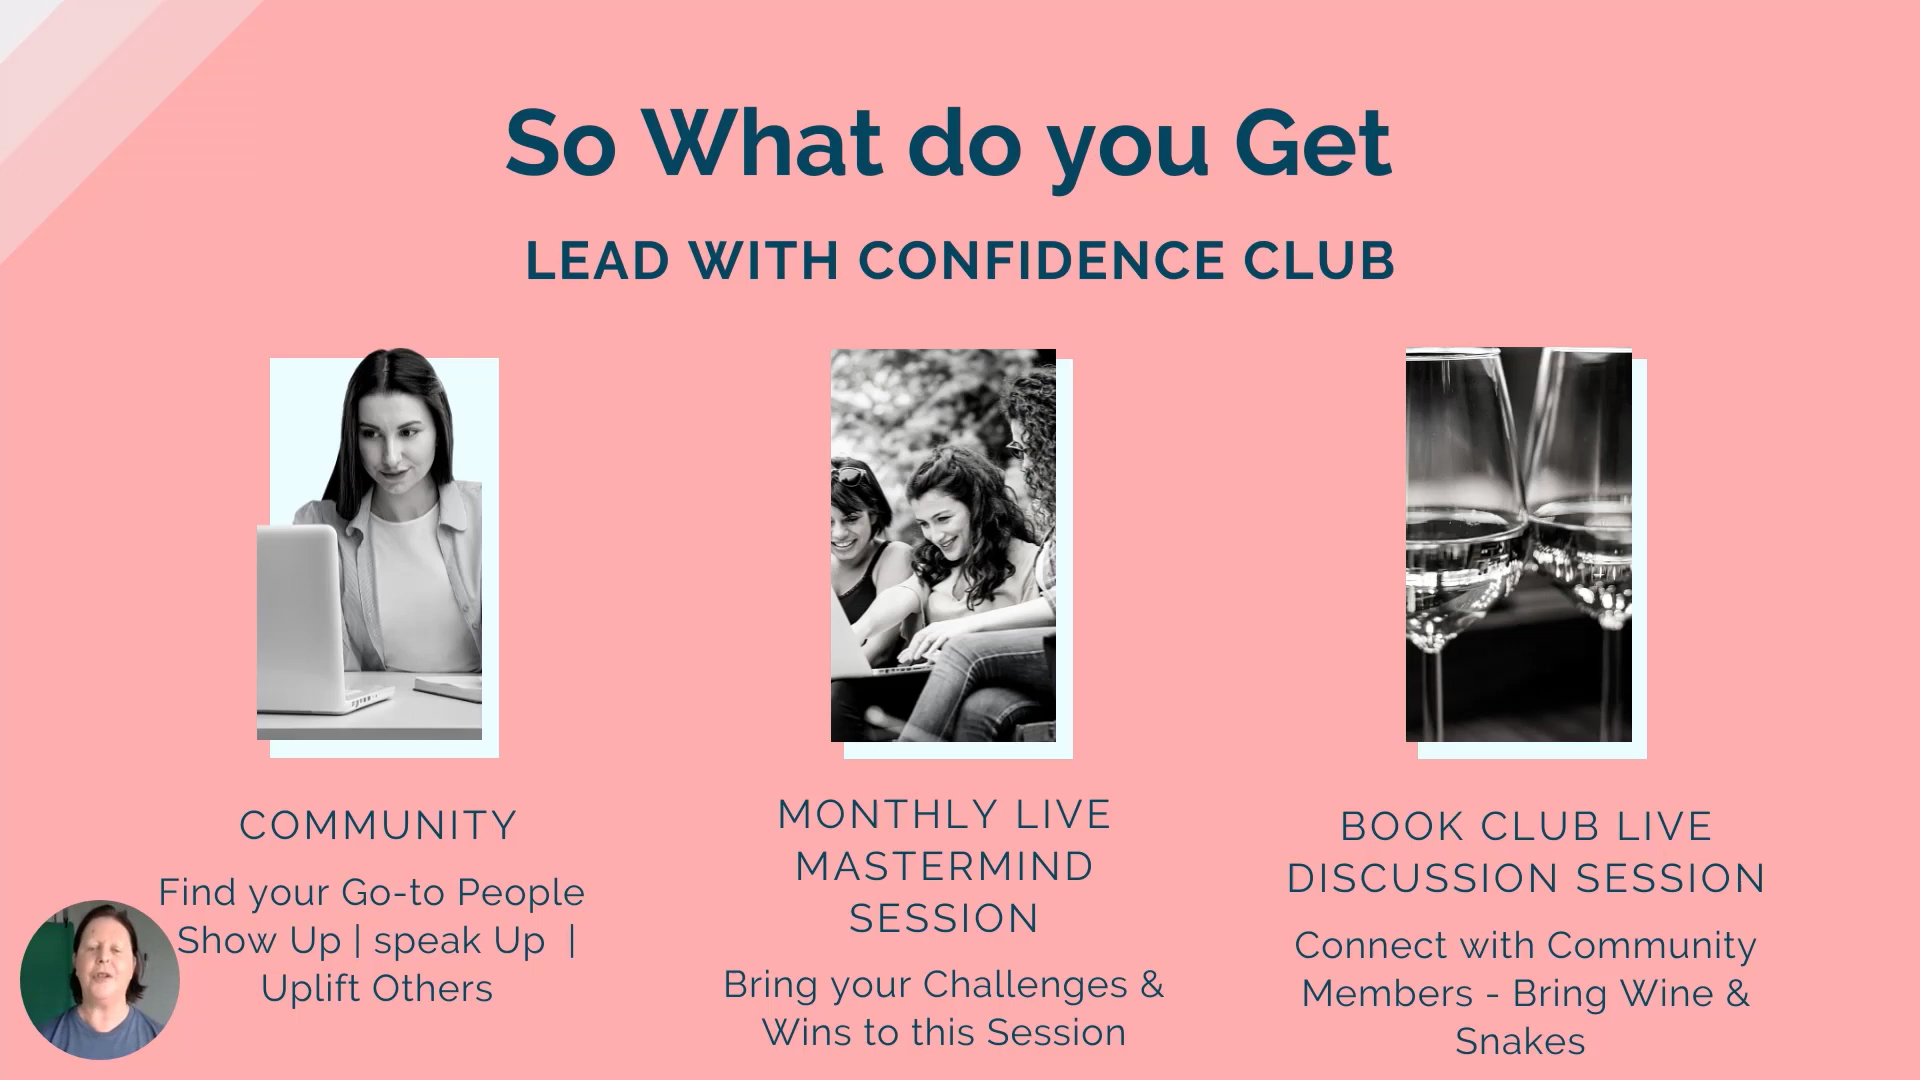 So What do you Get
LEAD WITH CONFIDENCE CLUB
COMMUNITY
Find your Go-to People
Show Up | speak Up |
Uplift Others
MONTHLY LIVE
MASTERMIND
SESSION
Bring your Challenges &
Wins to this Session
BOOK CLUB LIVE
DISCUSSION SESSION
Connect with Community
Members - Bring Wine &
Snakes